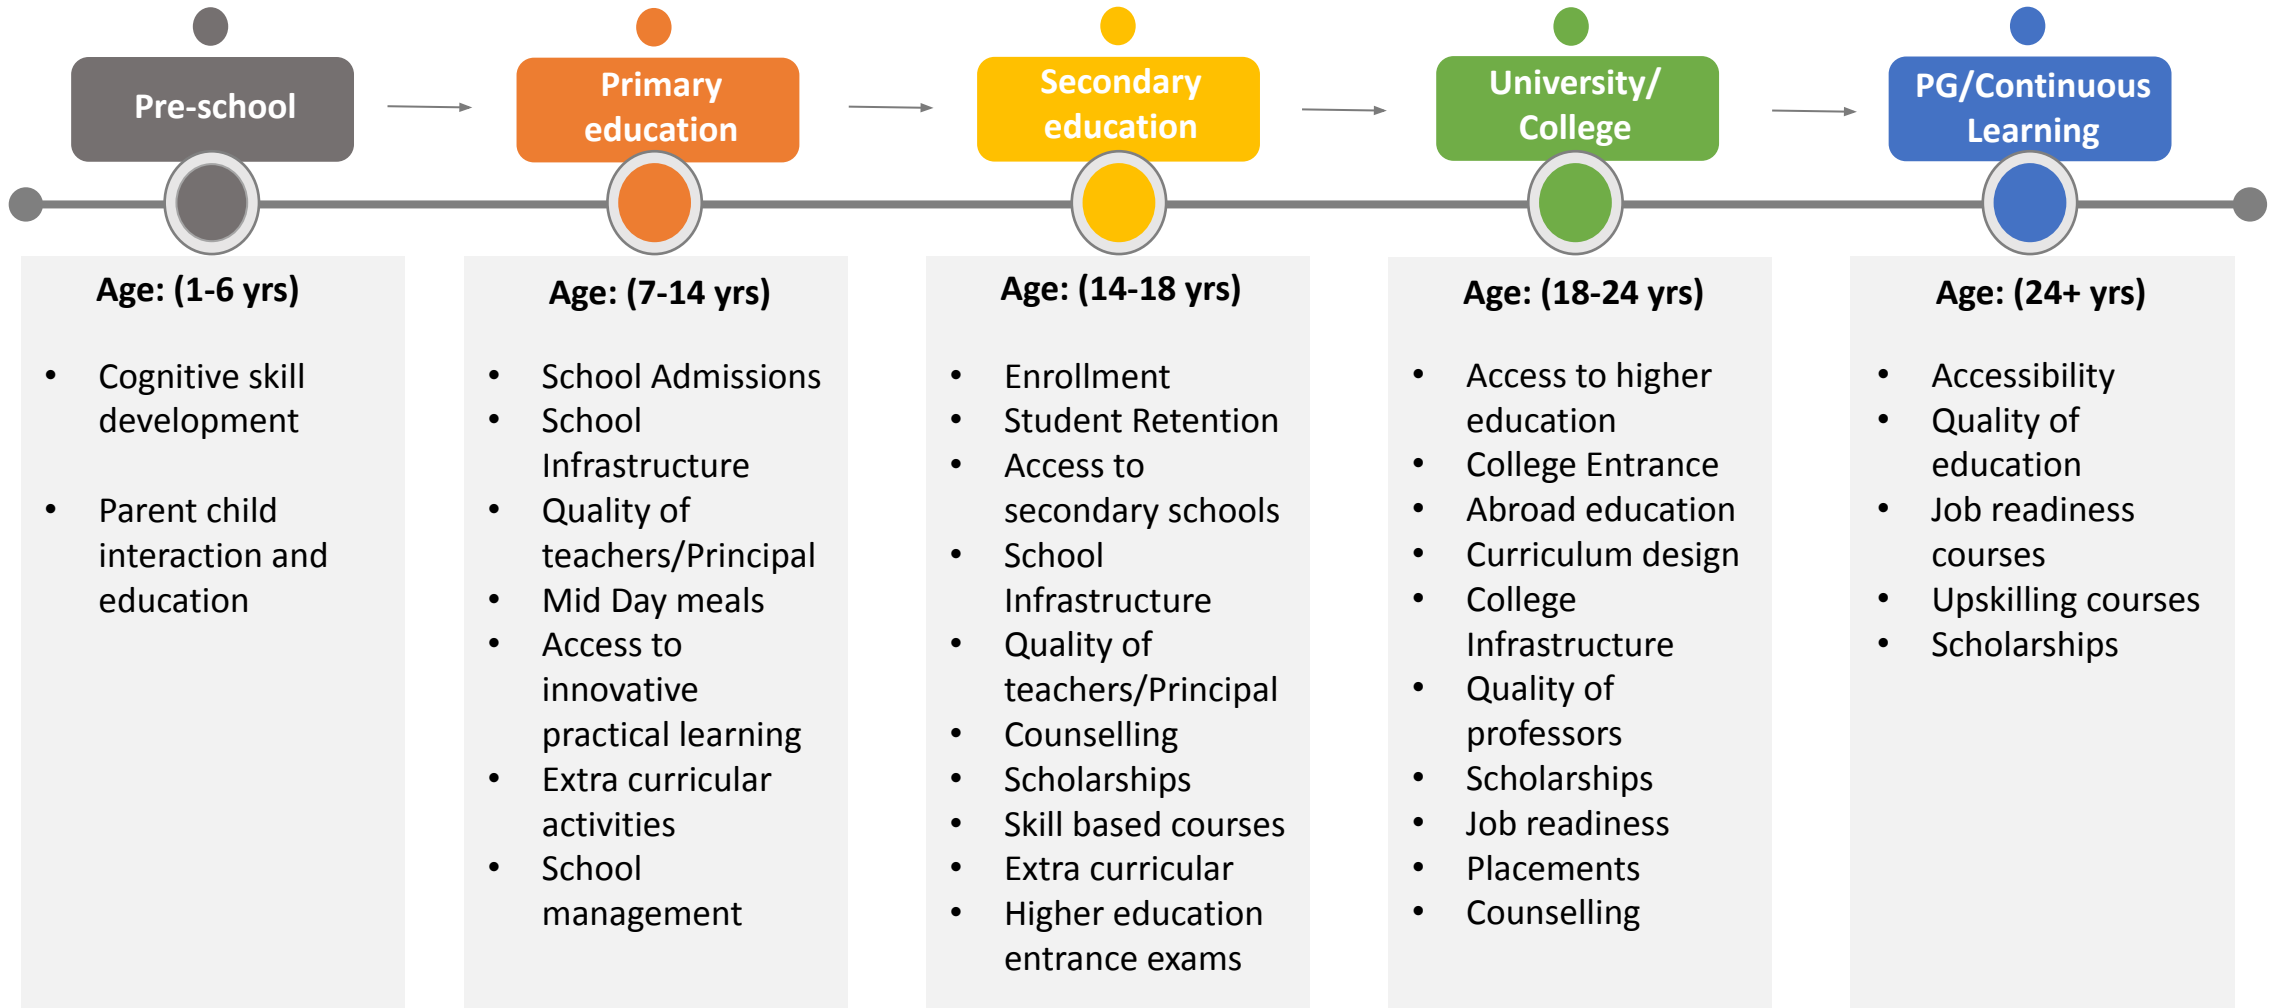 Pre-school
Primary
education
Secondary
education
University/
College
PG/Continuous
Learning
Age: (1-6 yrs)
• Cognitive skill
development
• Parent child
interaction and
education
Age: (7-14 yrs)
• School Admissions
• School
Infrastructure
• Quality of
teachers/Principal
• Mid Day meals
• Access to
innovative
practical learning
• Extra curricular
activities
• School
management
Age: (14-18 yrs)
• Enrollment
• Student Retention
• Access to
secondary schools
• School
Infrastructure
• Quality of
teachers/Principal
• Counselling
• Scholarships
• Skill based courses
• Extra curricular
• Higher education
entrance exams
Age: (18-24 yrs)
• Access to higher
education
• College Entrance
• Abroad education
• Curriculum design
• College
Infrastructure
• Quality of
professors
• Scholarships
• Job readiness
• Placements
• Counselling
Age: (24+ yrs)
• Accessibility
• Quality of
education
• Job readiness
courses
• Upskilling courses
• Scholarships